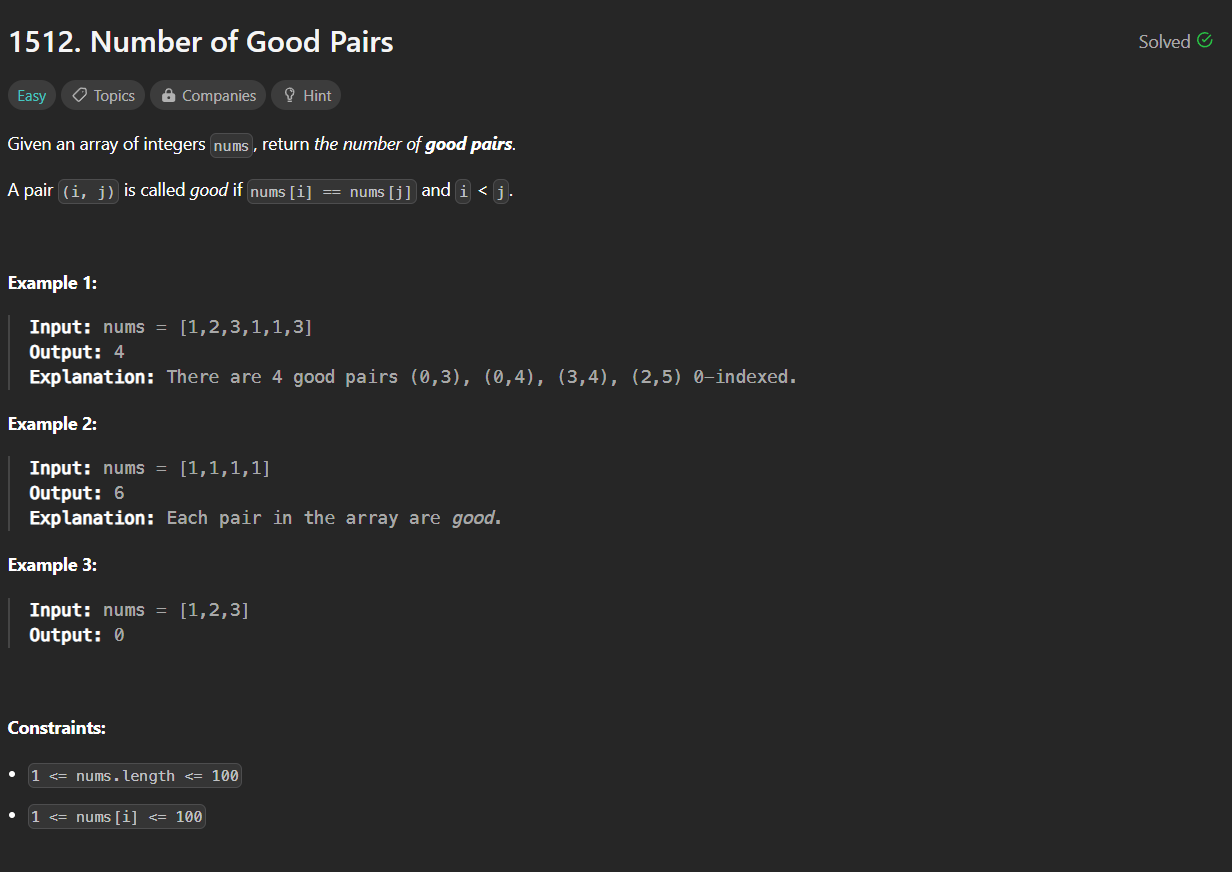 1512. Number of Good Pairs
Solved
Easy Topics Companies Hint
Given an array of integers nums, return the number of good pairs.
A pair (i, j) is called good if nums[i] == nums[j] and i < j.
Example 1:
Input: nums = [1,2,3,1,1,3]
Output: 4
Explanation: There are 4 good pairs (0,3), (0,4), (3,4), (2,5) 0-indexed.
Example 2:
Input: nums = [1,1,1,1]
Output: 6
Explanation: Each pair in the array are good.
Example 3:
Input: nums = [1,2,3]
Output: 0
Constraints:
• 1 <= nums.length <= 100
• 1 <= nums[i] <= 100